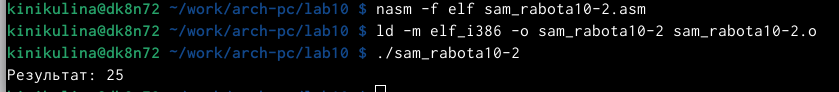 kinikulina@dk8n72 ~/work/arch-pc/lab10 $ nasm -f elf sam_rabota10-2.asm
kinikulina@dk8n72 ~/work/arch-pc/lab10 $ ld -m elf_i386 -o sam_rabota10-2 sam_rabota10-2.o
kinikulina@dk8n72 ~/work/arch-pc/lab10 $ ./sam_rabota10-2
Результат: 25